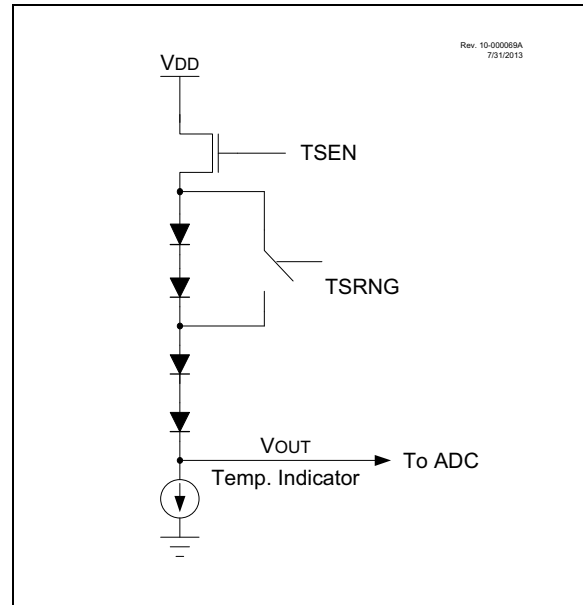 Rev. 10-000069A
7/31/2013
VDD
TSEN
TSRNG
VOUT
Temp. Indicator
To ADC